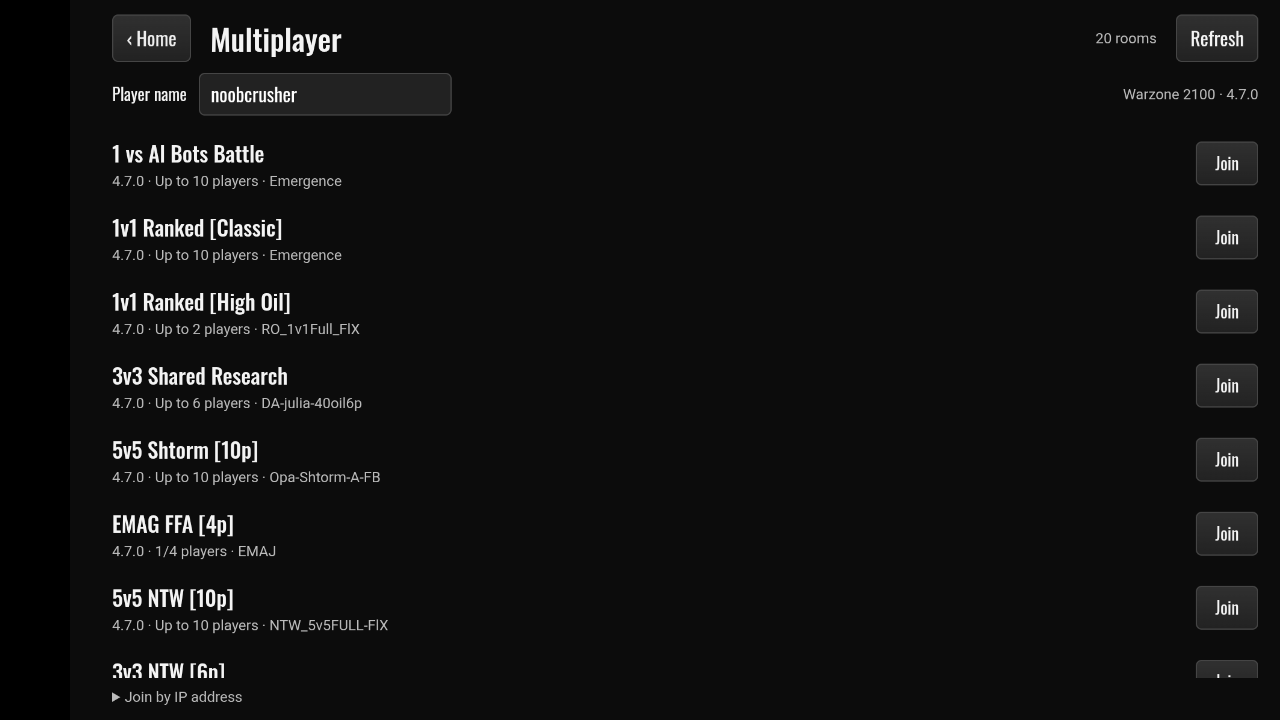 ‹ Home
Multiplayer
20 rooms
Refresh
Player name
noobcrusher
Warzone 2100 · 4.7.0
1 vs AI Bots Battle
4.7.0 · Up to 10 players · Emergence
Join
1v1 Ranked [Classic]
4.7.0 · Up to 10 players · Emergence
Join
1v1 Ranked [High Oil]
4.7.0 · Up to 2 players · RO_1v1Full_FlX
Join
3v3 Shared Research
4.7.0 · Up to 6 players · DA-julia-40oil6p
Join
5v5 Shtorm [10p]
4.7.0 · Up to 10 players · Opa-Shtorm-A-FB
Join
EMAG FFA [4p]
4.7.0 · 1/4 players · EMAJ
Join
5v5 NTW [10p]
4.7.0 · Up to 10 players · NTW_5v5FULL-FlX
Join
3v3 NTW [6p]
Join
▶ Join by IP address